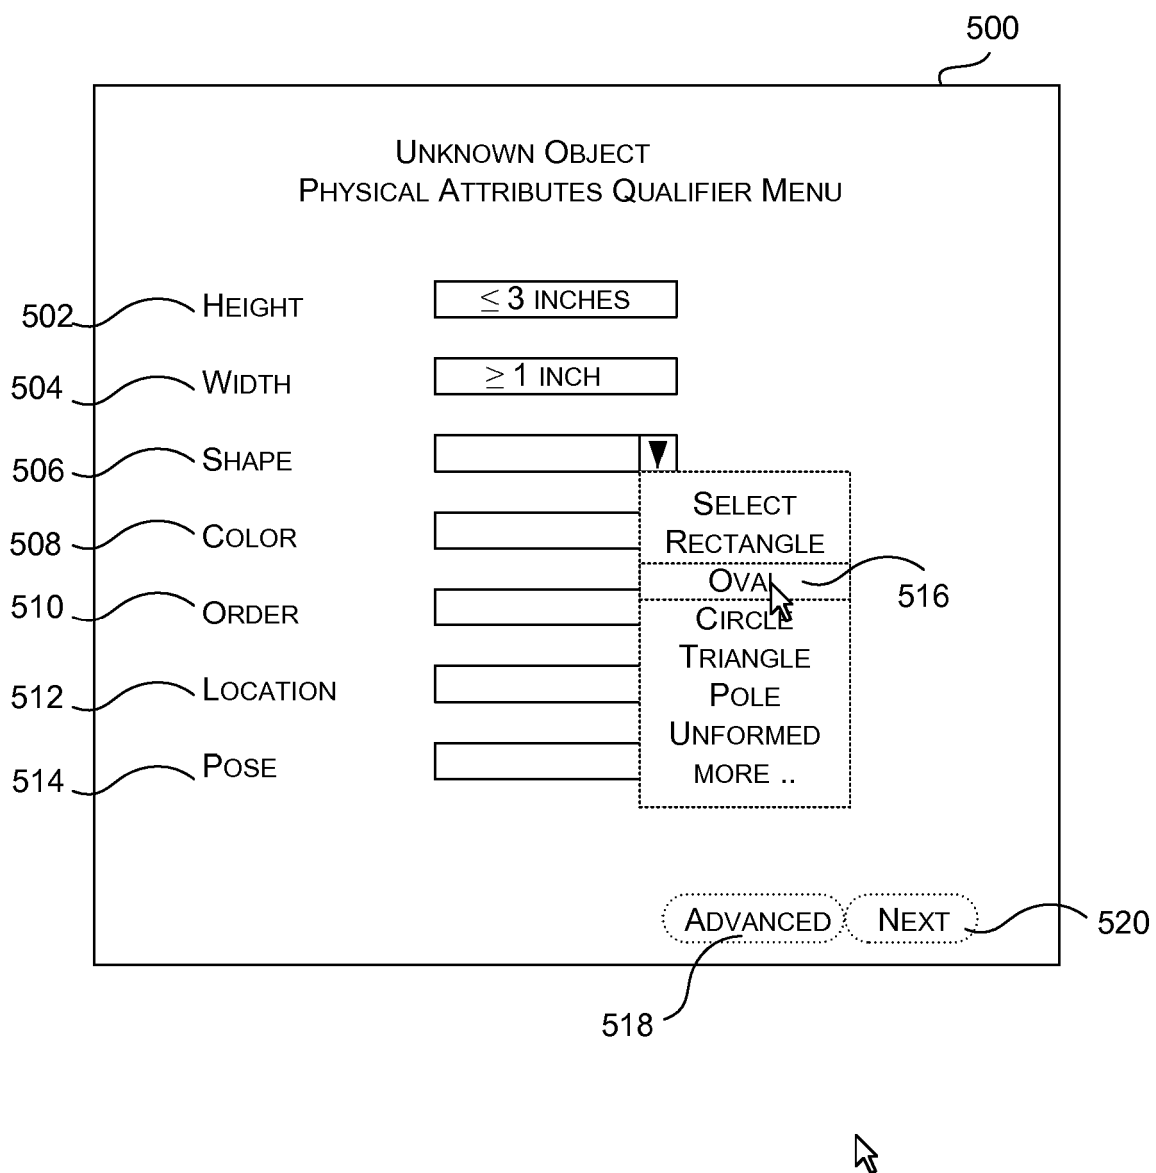 500
UNKNOWN OBJECT
PHYSICAL ATTRIBUTES QUALIFIER MENU
502 HEIGHT ≤ 3 INCHES
504 WIDTH ≥ 1 INCH
506 SHAPE
SELECT
508 COLOR RECTANGLE
OVAL 516
510 ORDER CIRCLE
TRIANGLE
512 LOCATION POLE
UNFORMED
514 POSE MORE ..
ADVANCED NEXT 520
518